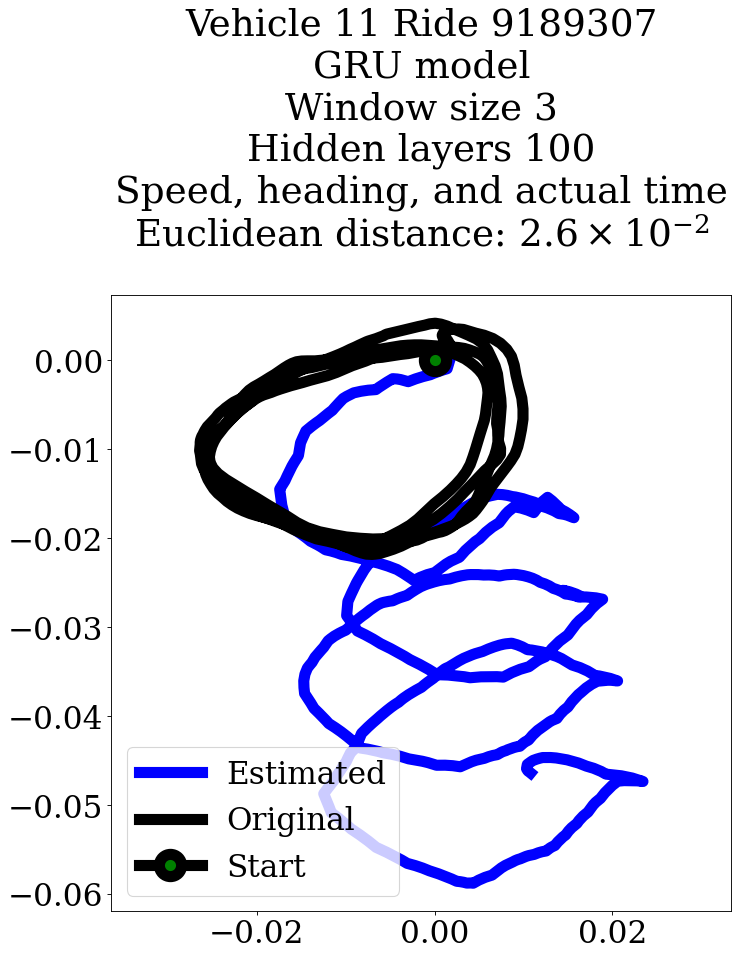 Vehicle 11 Ride 9189307
GRU model
Window size 3
Hidden layers 100
Speed, heading, and actual time
Euclidean distance: 2.6 × 10⁻²
0.00
−0.01
−0.02
−0.03
−0.04
−0.05
−0.06
Estimated
Original
Start
−0.02 0.00 0.02